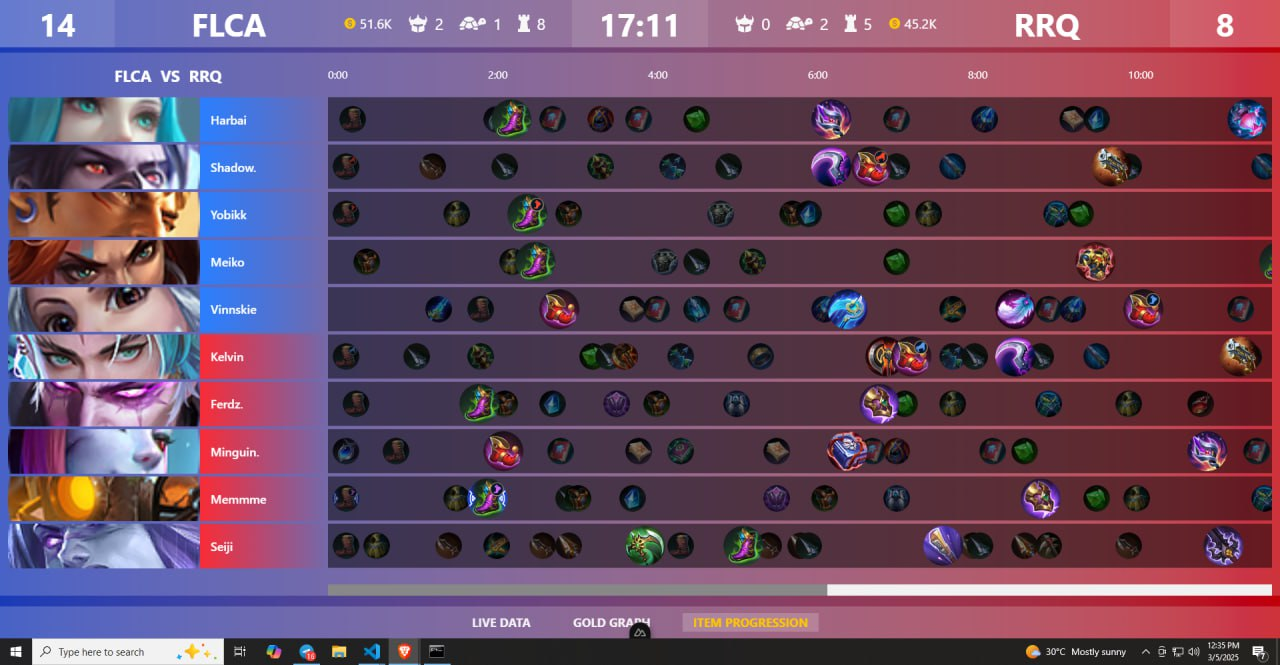 14 FLCA 51.6K 2 1 8 17:11 0 2 5 45.2K RRQ 8
FLCA VS RRQ 0:00 2:00 4:00 6:00 8:00 10:00
Harbai
Shadow.
Yobikk
Meiko
Vinnskie
Kelvin
Ferdz.
Minguin.
Memmme
Seiji
LIVE DATA GOLD GRAPH ITEM PROGRESSION
Type here to search 16 30°C Mostly sunny 12:35 PM 7
3/5/2025